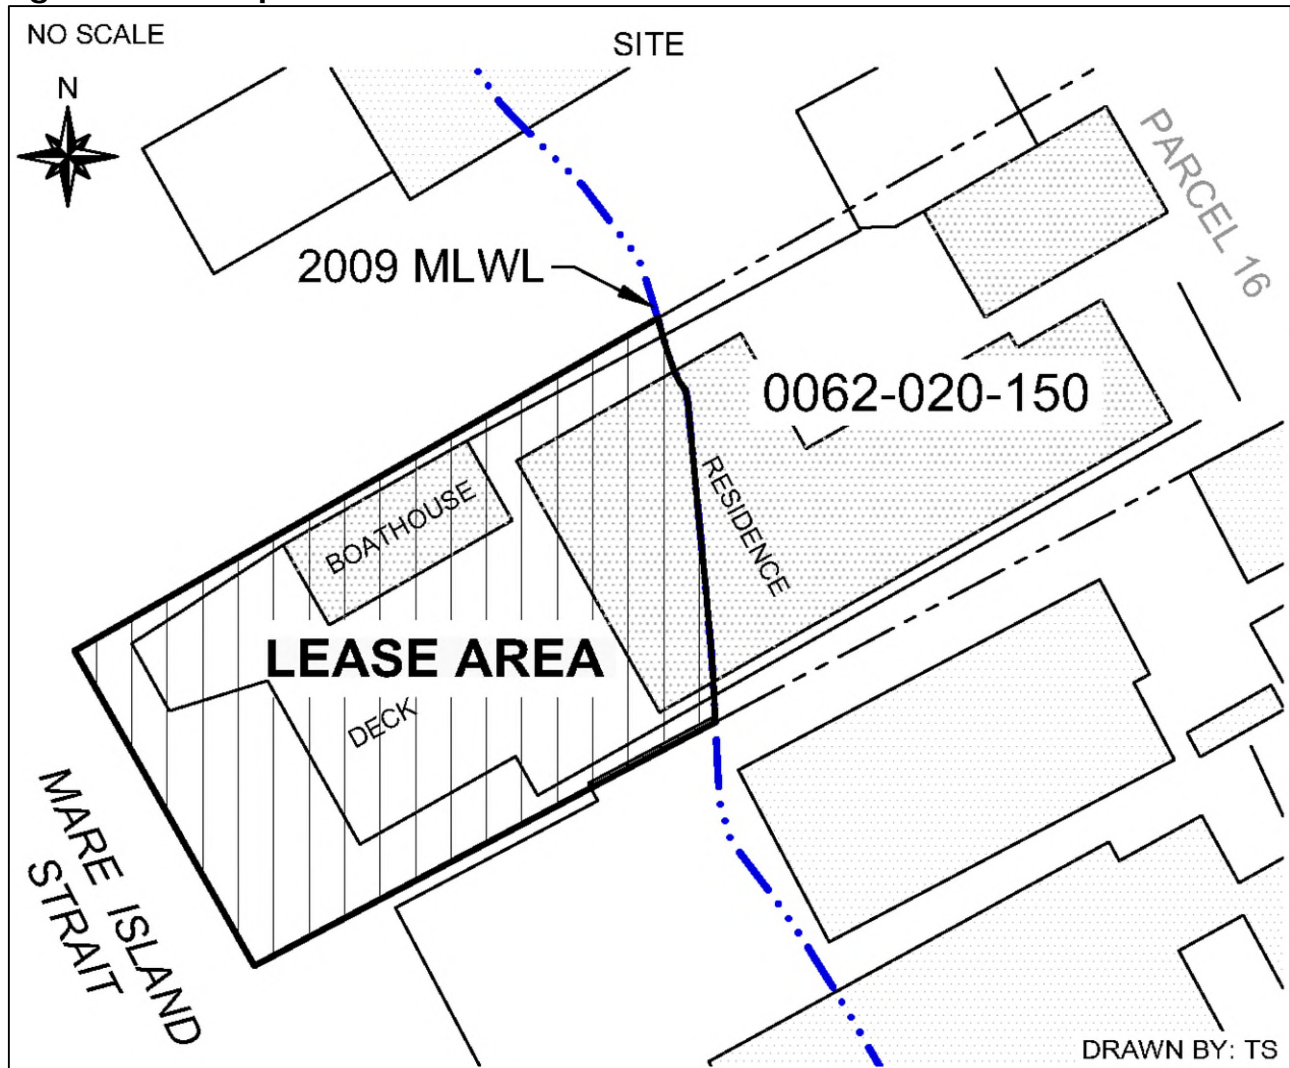 NO SCALE
SITE
N
PARCEL 16
2009 MLWL
0062-020-150
RESIDENCE
BOATHOUSE
LEASE AREA
DECK
MARE ISLAND
STRAIT
DRAWN BY: TS